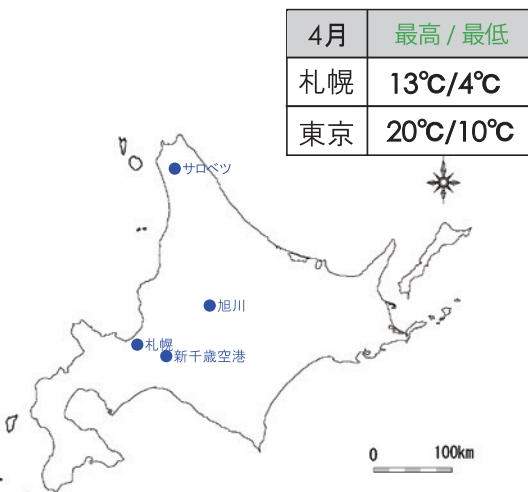 4月 最高 / 最低
札幌 13℃/4℃
東京 20℃/10℃
サロベツ
旭川
札幌
新千歳空港
0 100km